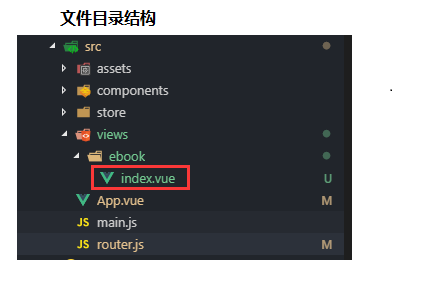 文件目录结构
src
assets
components
store
views
ebook
index.vue U
App.vue M
JS main.js
JS router.js M